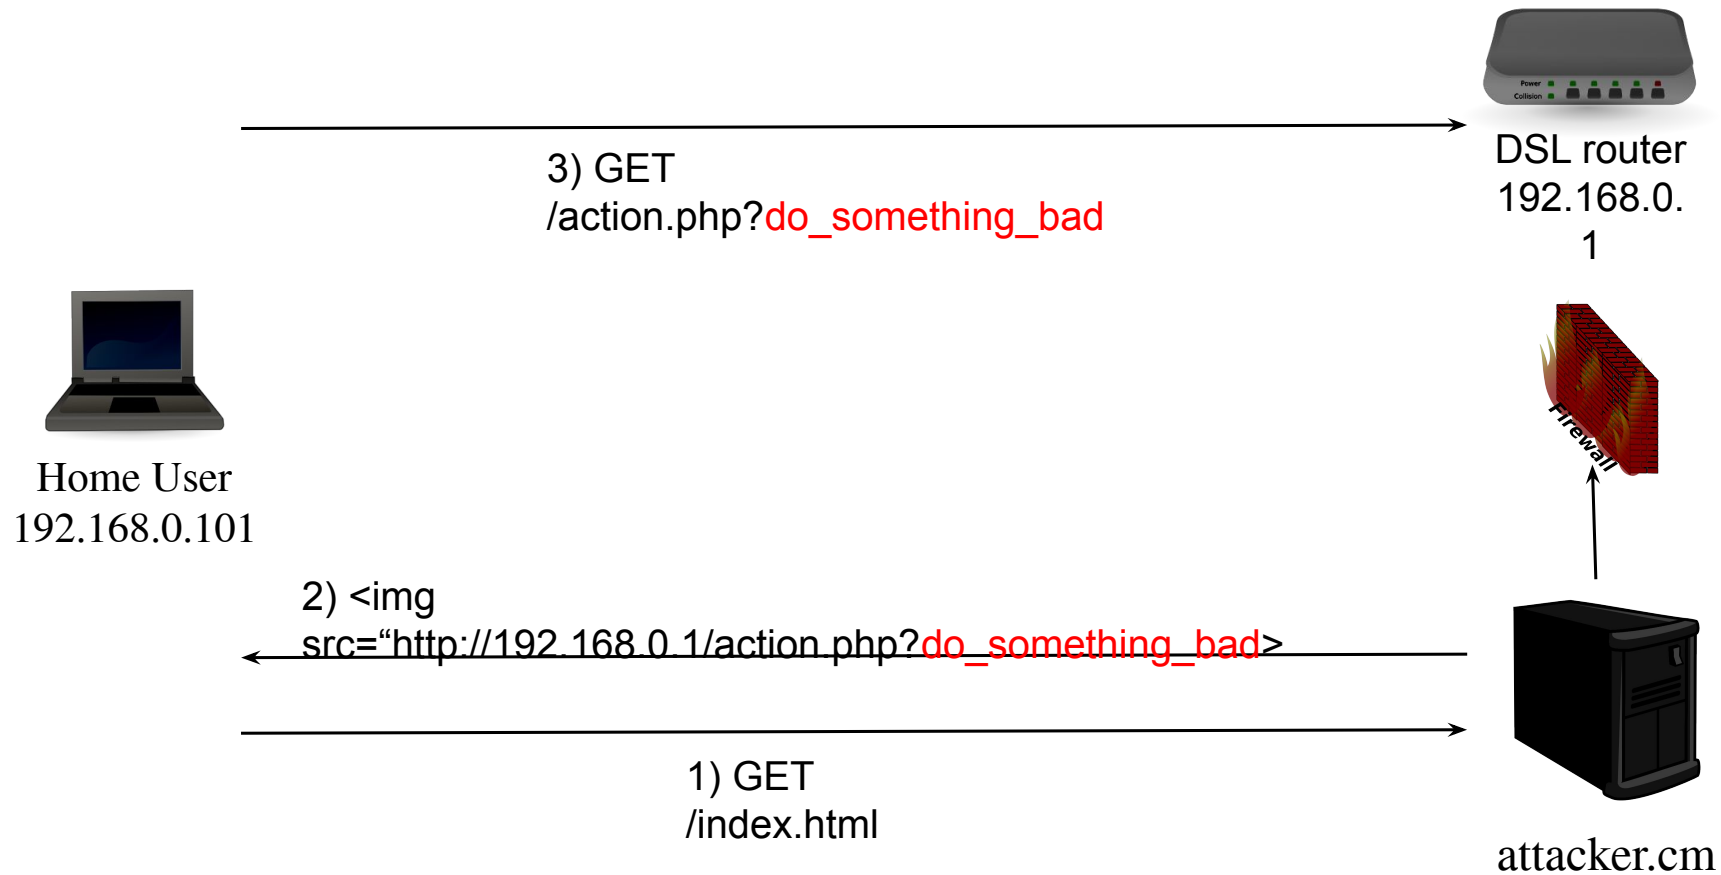 Power
Collision
DSL router
192.168.0.
1
3) GET
/action.php?do_something_bad
Firewall
Home User
192.168.0.101
2) <img
src=“http://192.168.0.1/action.php?do_something_bad>
1) GET
/index.html
attacker.cm